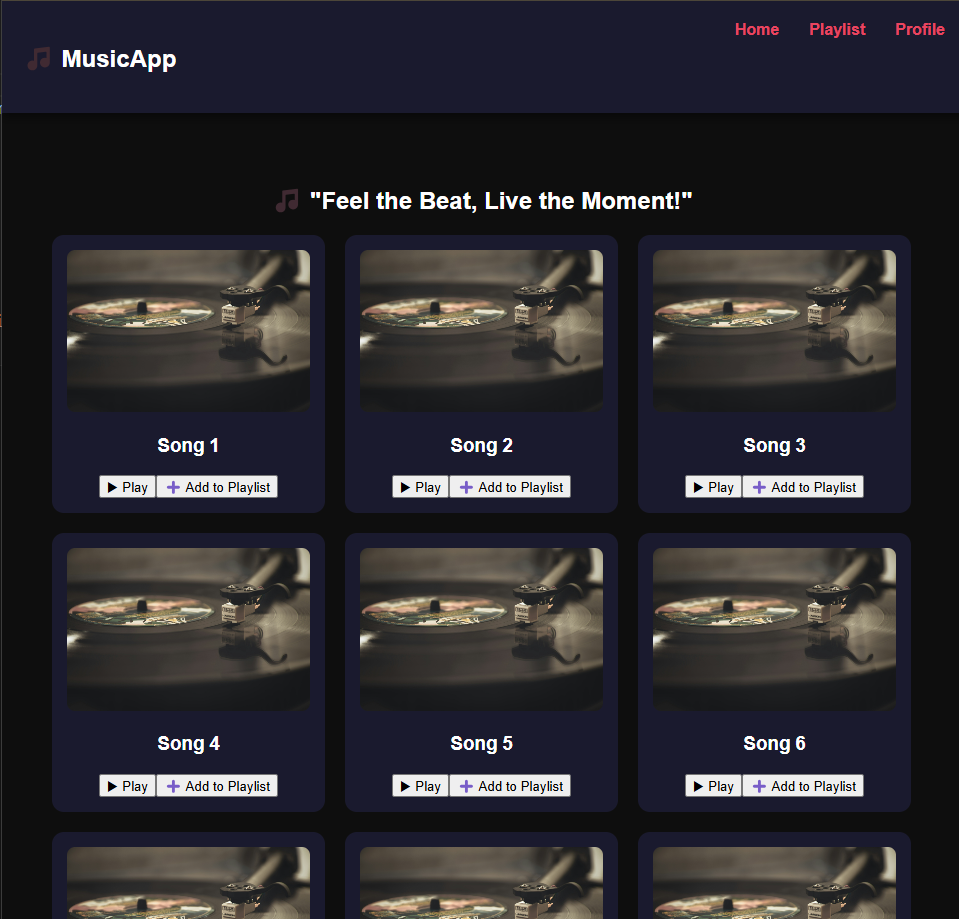 Home Playlist Profile
🎵 MusicApp
🎵 "Feel the Beat, Live the Moment!"
Song 1 Song 2 Song 3
▶ Play ➕ Add to Playlist ▶ Play ➕ Add to Playlist ▶ Play ➕ Add to Playlist
Song 4 Song 5 Song 6
▶ Play ➕ Add to Playlist ▶ Play ➕ Add to Playlist ▶ Play ➕ Add to Playlist